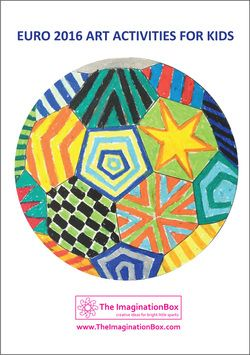 EURO 2016 ART ACTIVITIES FOR KIDS
The ImaginationBox
creative ideas for bright little sparks
www.TheImaginationBox.com